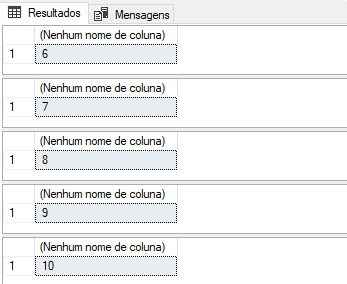 Resultados Mensagens
(Nenhum nome de coluna)
1 6
(Nenhum nome de coluna)
1 7
(Nenhum nome de coluna)
1 8
(Nenhum nome de coluna)
1 9
(Nenhum nome de coluna)
1 10